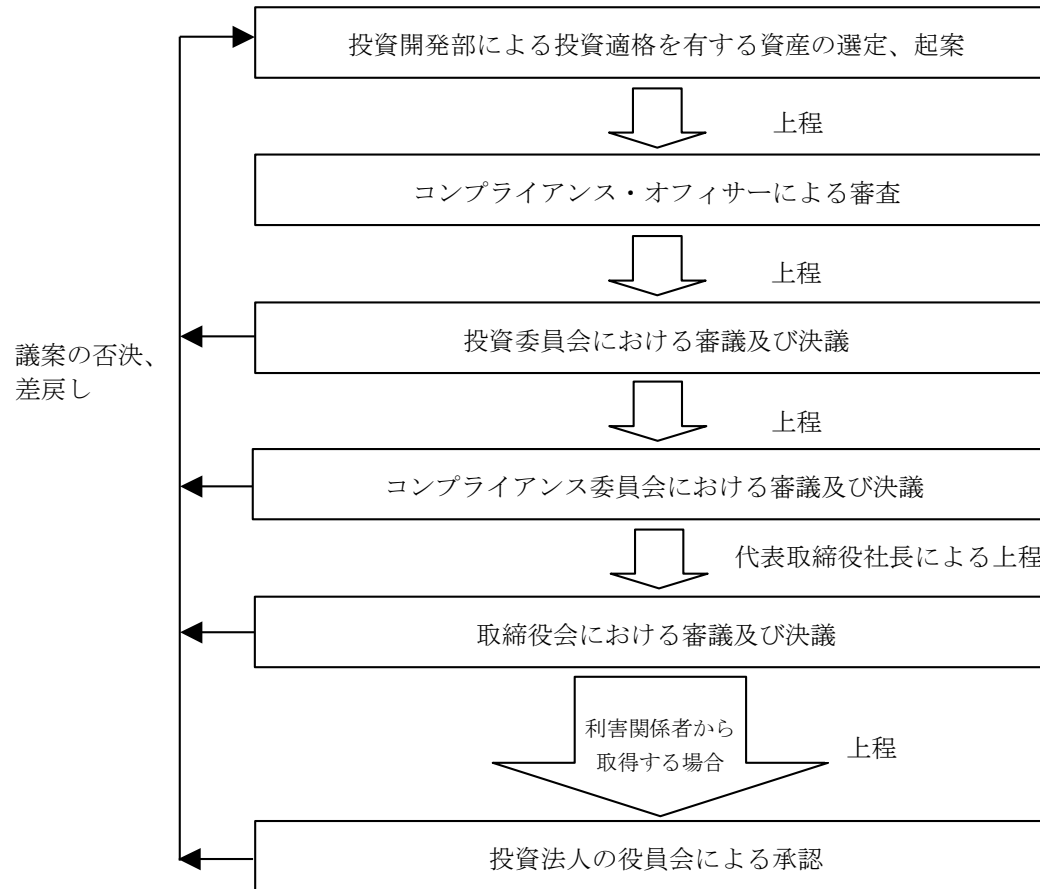 投資開発部による投資適格を有する資産の選定、起案
上程
コンプライアンス・オフィサーによる審査
上程
投資委員会における審議及び決議
議案の否決、
差戻し
上程
コンプライアンス委員会における審議及び決議
代表取締役社長による上程
取締役会における審議及び決議
利害関係者から
取得する場合
上程
投資法人の役員会による承認